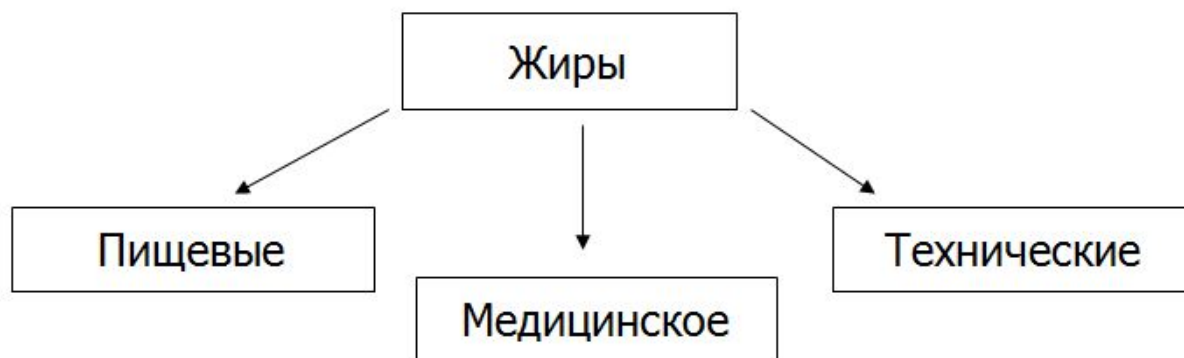 Жиры
Пищевые
Медицинское
Технические